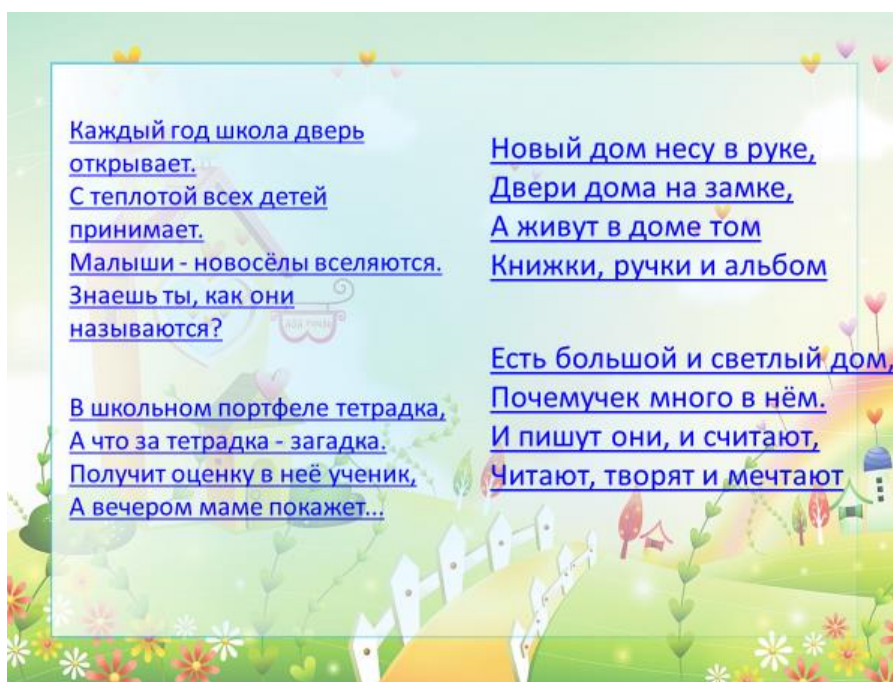 Каждый год школа дверь
открывает.
С теплотой всех детей
принимает.
Малыши - новосёлы вселяются.
Знаешь ты, как они
называются?
В школьном портфеле тетрадка,
А что за тетрадка - загадка.
Получит оценку в неё ученик,
А вечером маме покажет...
Новый дом несу в руке,
Двери дома на замке,
А живут в доме том
Книжки, ручки и альбом
Есть большой и светлый дом,
Почемучек много в нём.
И пишут они, и считают,
Читают, творят и мечтают